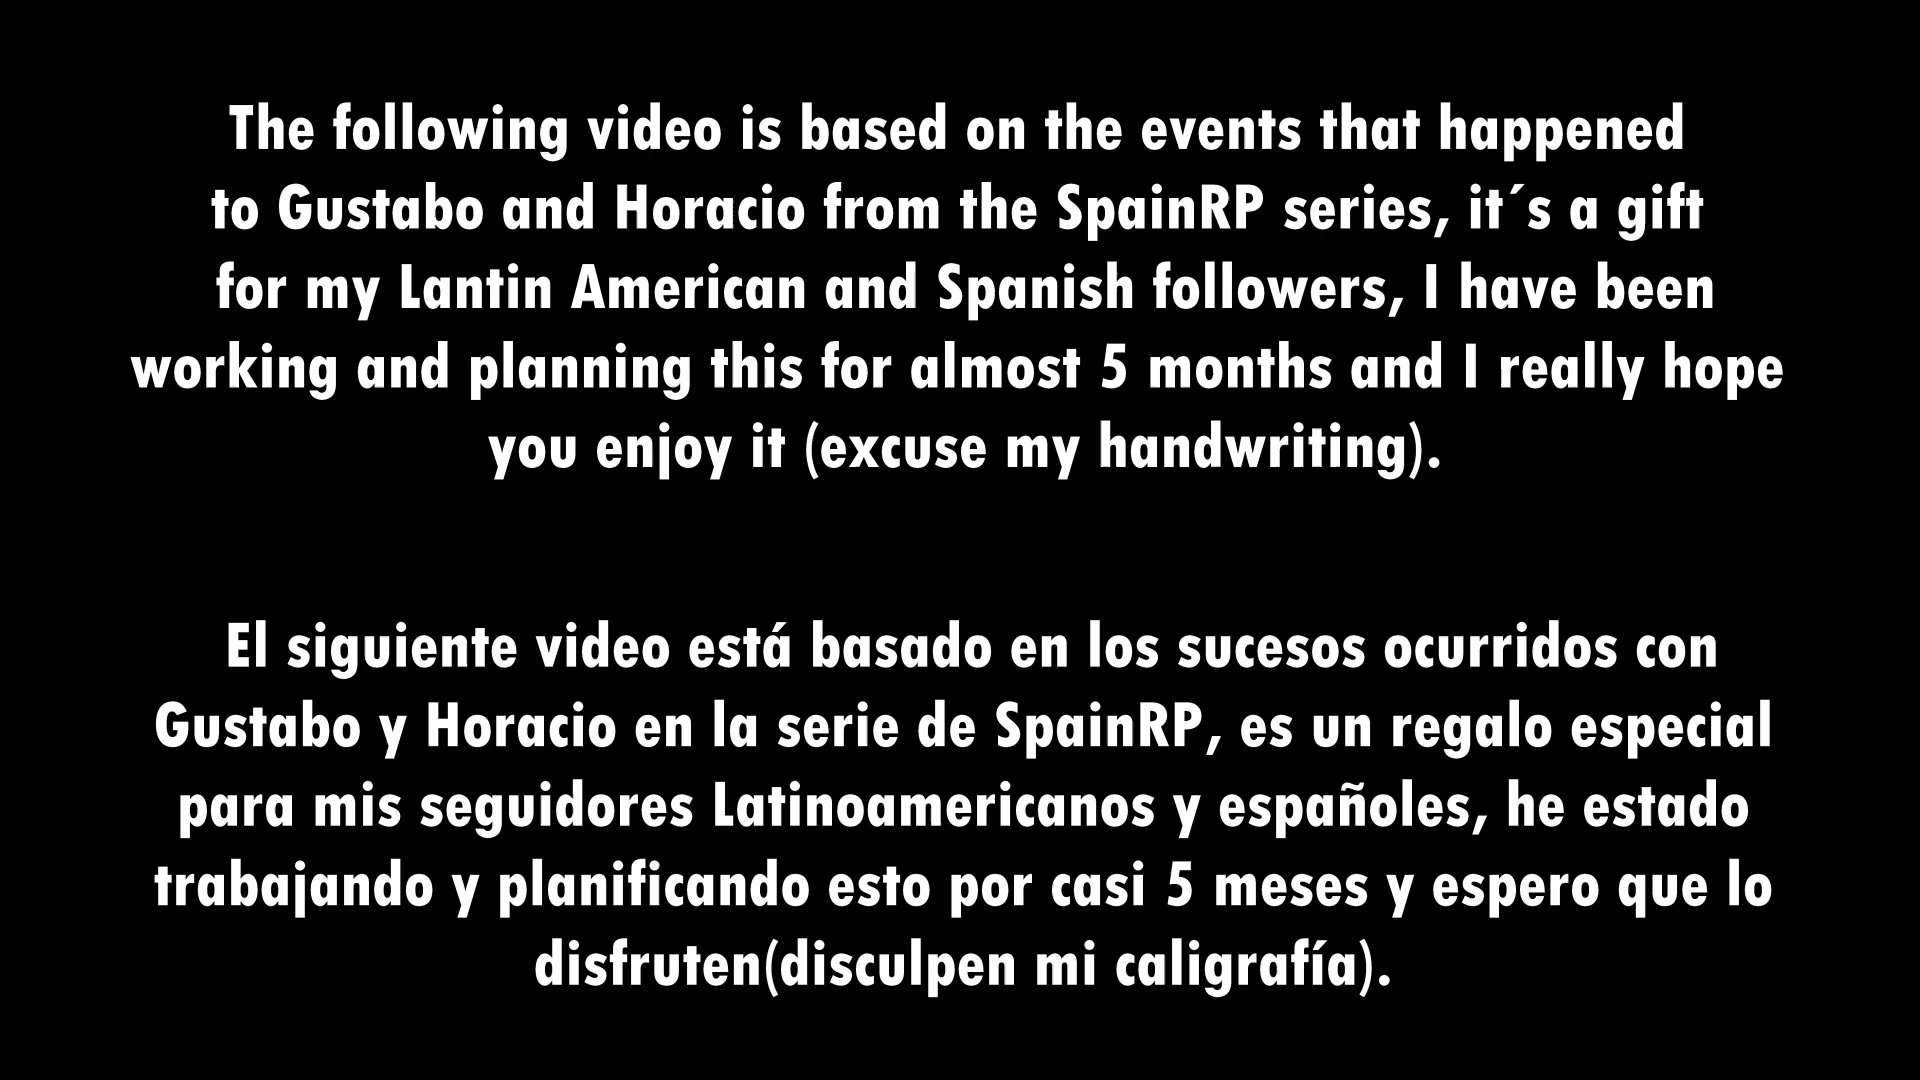 The following video is based on the events that happened
to Gustabo and Horacio from the SpainRP series, it´s a gift
for my Lantin American and Spanish followers, I have been
working and planning this for almost 5 months and I really hope
you enjoy it (excuse my handwriting).
El siguiente video está basado en los sucesos ocurridos con
Gustabo y Horacio en la serie de SpainRP, es un regalo especial
para mis seguidores Latinoamericanos y españoles, he estado
trabajando y planificando esto por casi 5 meses y espero que lo
disfruten(disculpen mi caligrafía).